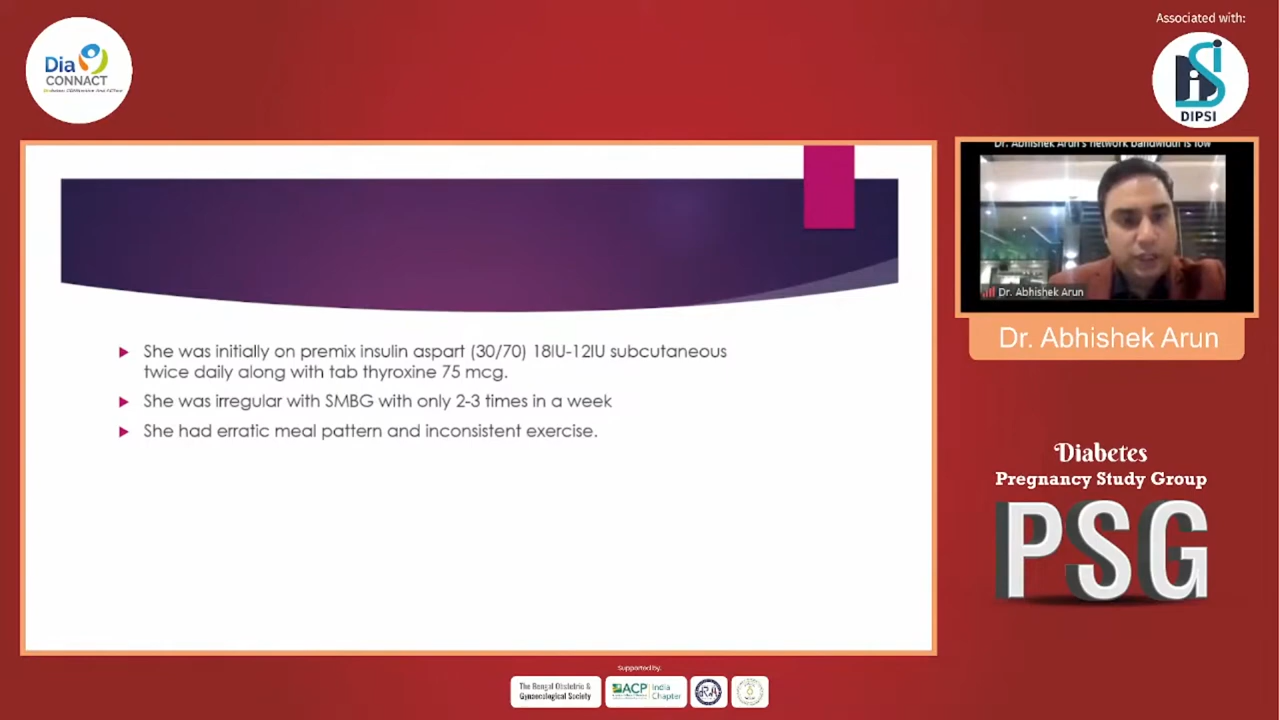 Associated with:
Dia
CONNACT
DIPSI
Dr. Abhishek Arun's network bandwidth is low
Dr. Abhishek Arun
Dr. Abhishek Arun
She was initially on premix insulin aspart (30/70) 18IU-12IU subcutaneous
twice daily along with tab thyroxine 75 mcg.
She was irregular with SMBG with only 2-3 times in a week
She had erratic meal pattern and inconsistent exercise.
Diabetes
Pregnancy Study Group
PSG
Supported by:
The Bengal Obstetric &
Gynaecological Society
ACP India
Chapter